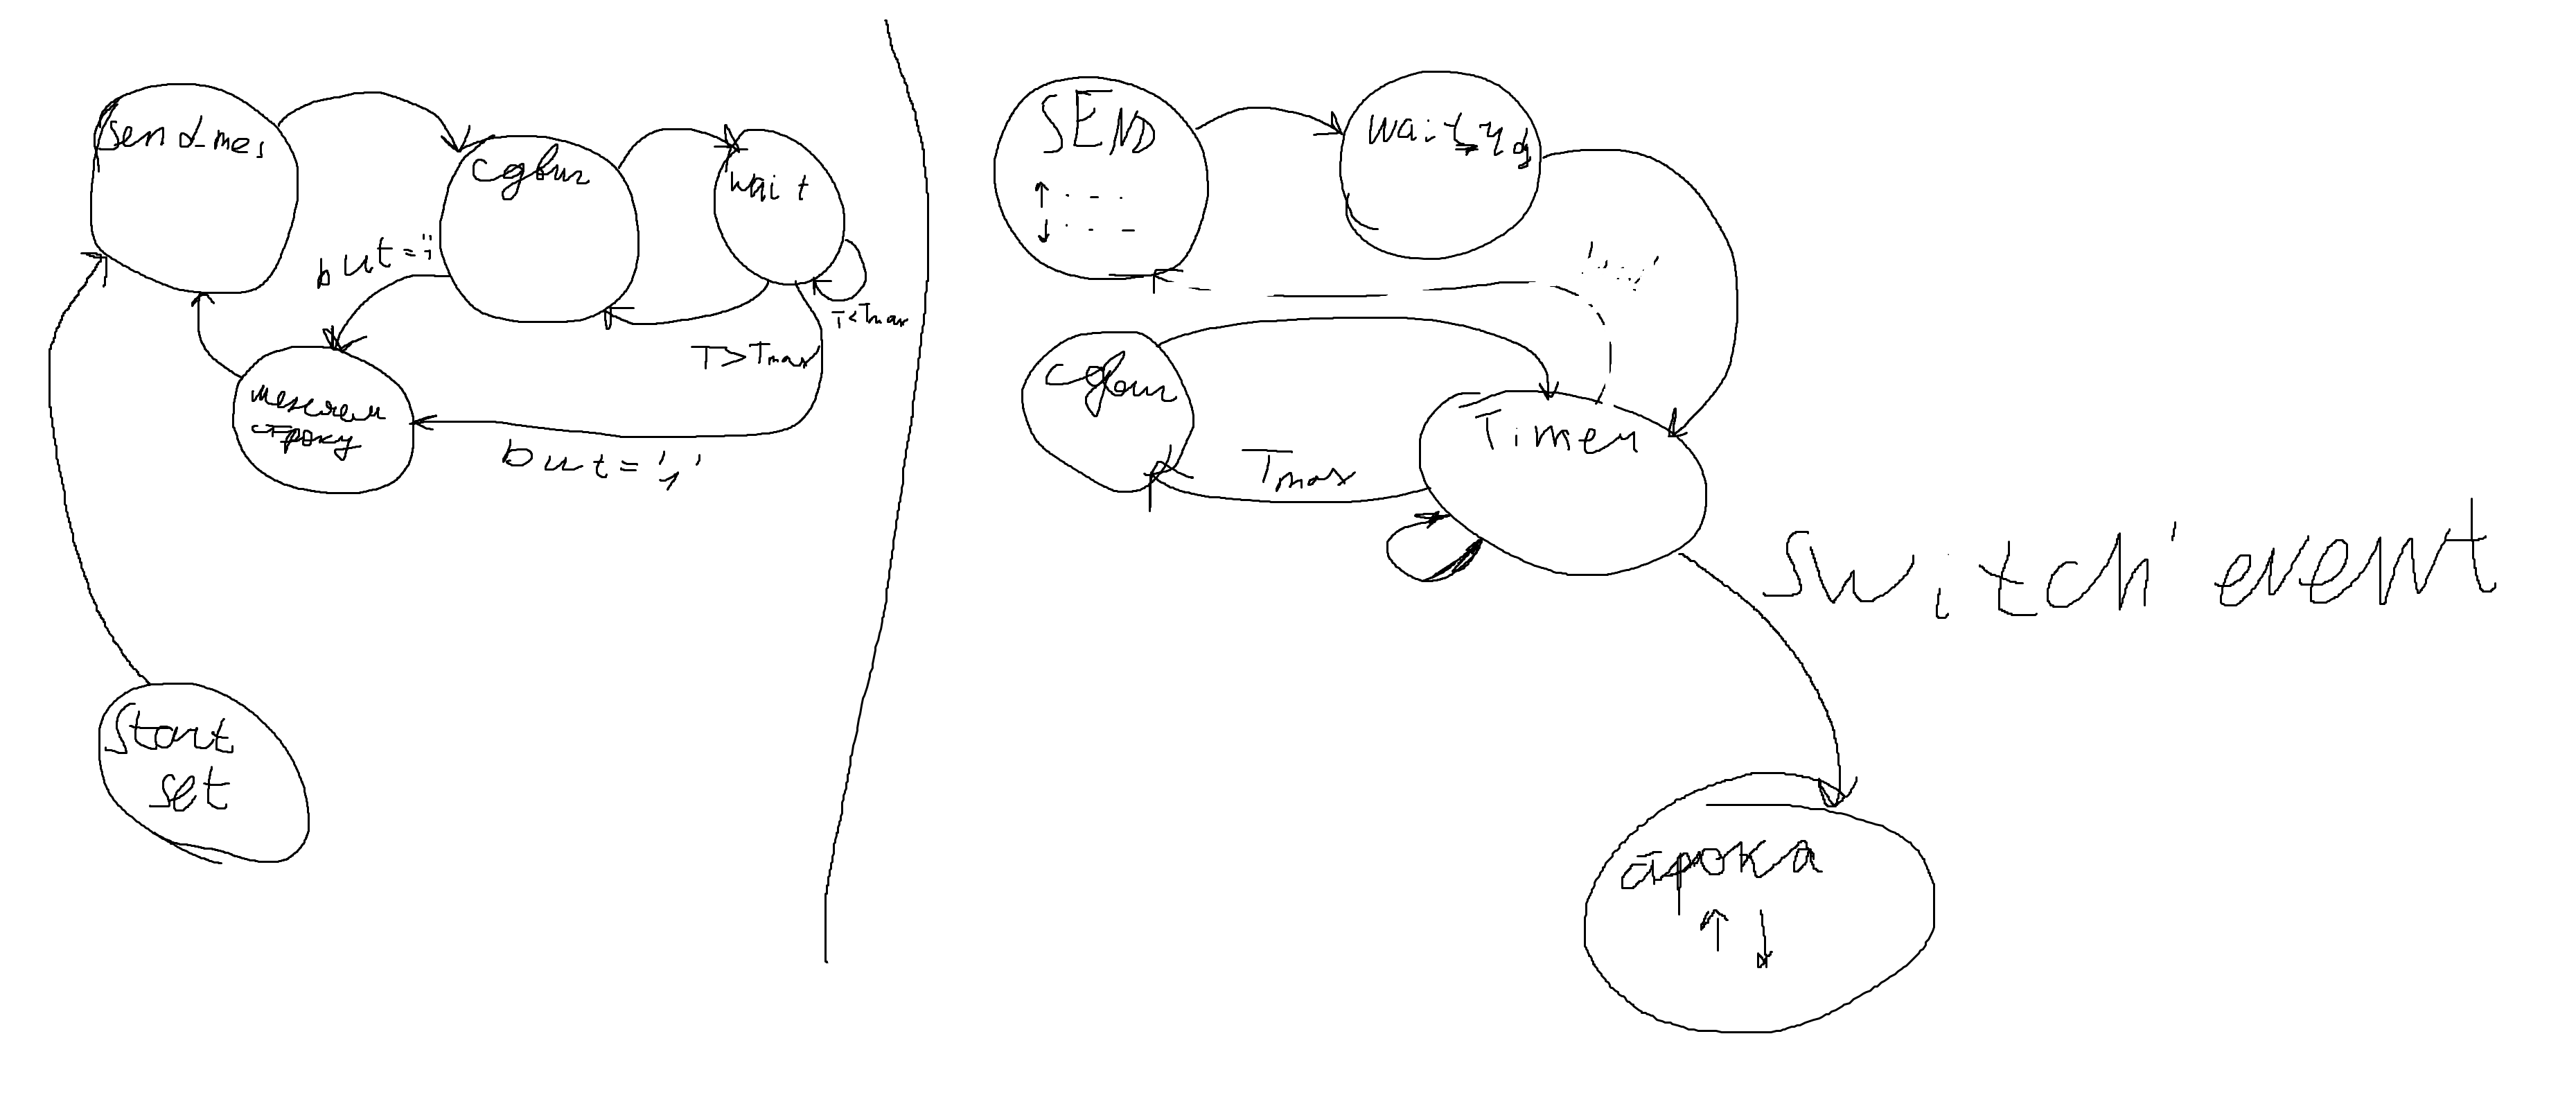 send_mes
сдвиг
wait
but='1'
T<Tmax
T>Tmax
меняем
строку
but='1'
Start
set
SEND
↑ . - .
↓ . . -
сдвиг
Timer
Tmax
switch event
строка
↑ ↓